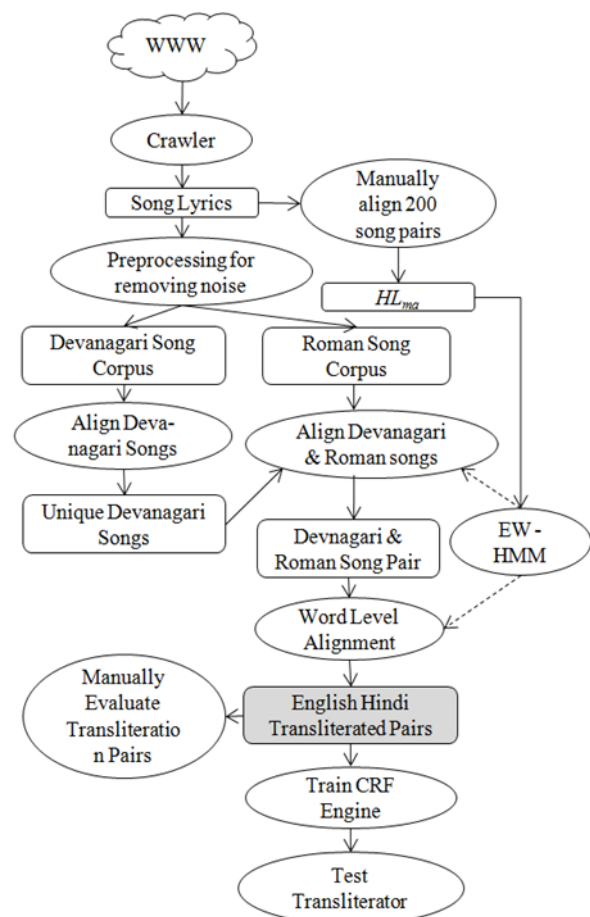 WWW
Crawler
Song Lyrics
Manually
align 200
song pairs
Preprocessing for
removing noise
HLma
Devanagari Song
Corpus
Roman Song
Corpus
Align Deva-
nagari Songs
Align Devanagari
& Roman songs
Unique Devanagari
Songs
Devnagari &
Roman Song Pair
EW -
HMM
Word Level
Alignment
Manually
Evaluate
Transliteratio
n Pairs
English Hindi
Transliterated Pairs
Train CRF
Engine
Test
Transliterator